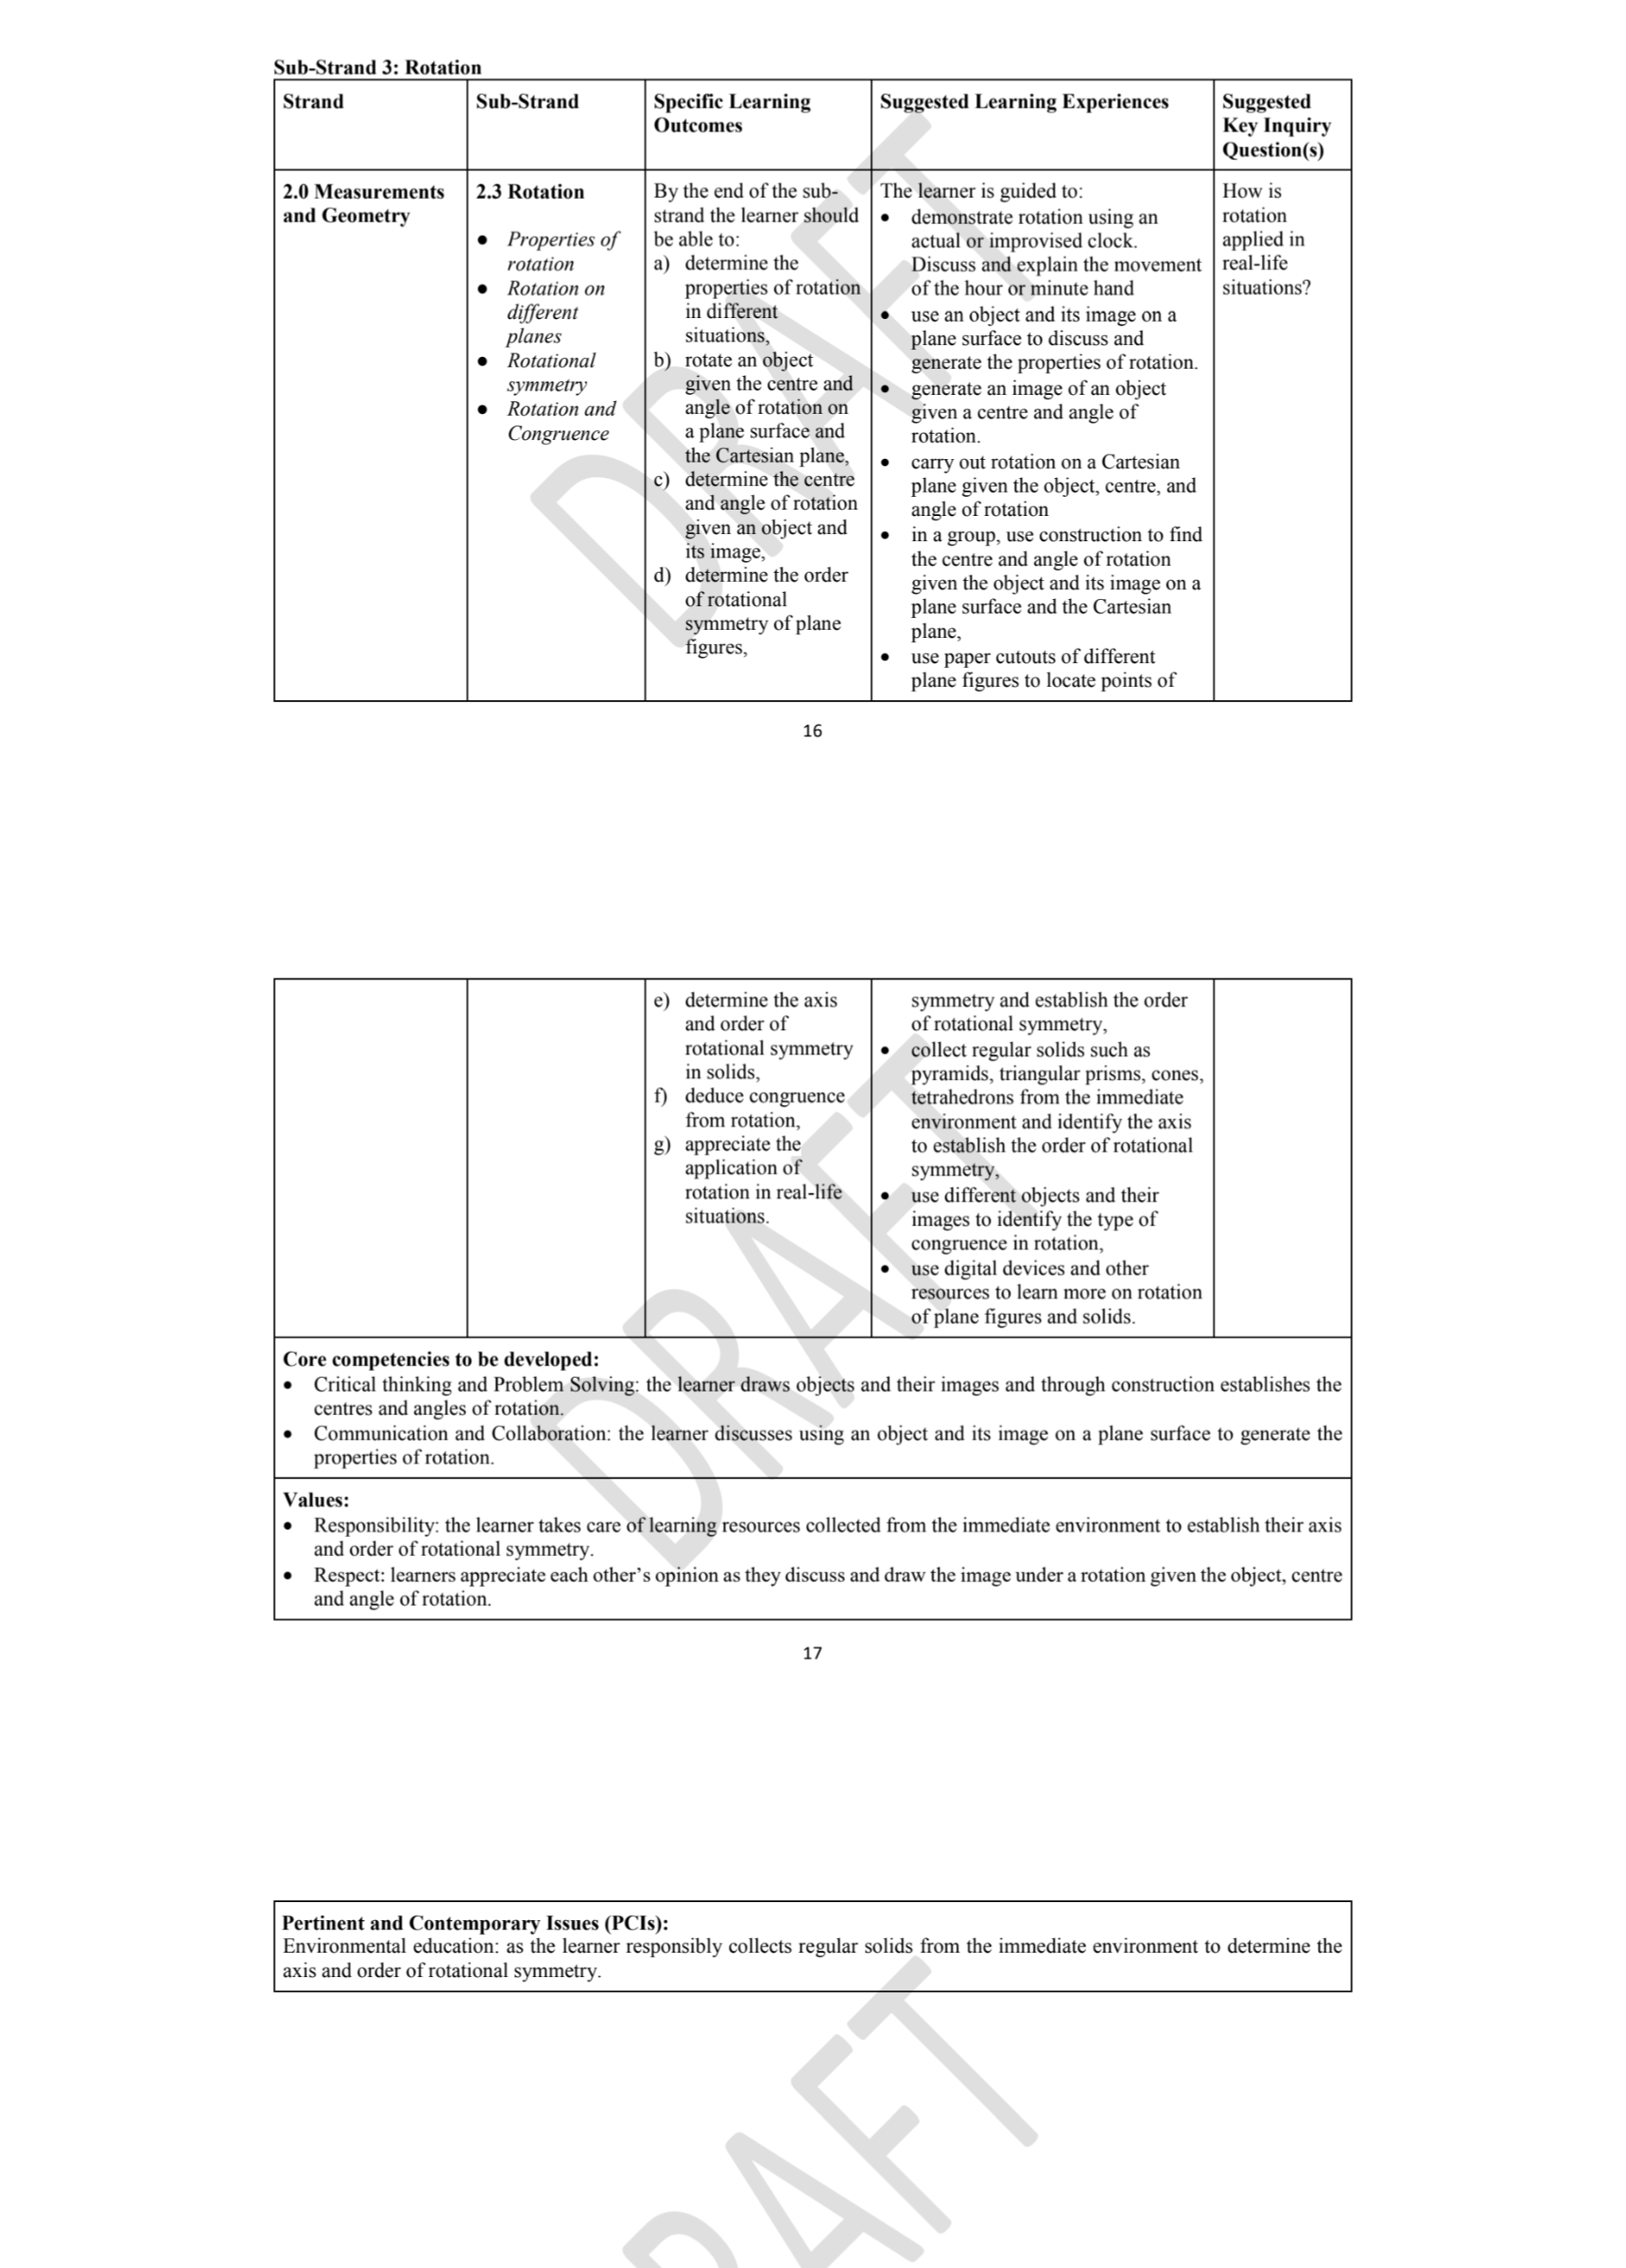 Sub-Strand 3: Rotation
Strand
Sub-Strand
Specific Learning
Outcomes
Suggested Learning Experiences
Suggested
Key Inquiry
Question(s)
2.0 Measurements
and Geometry
2.3 Rotation
● Properties of
rotation
● Rotation on
different
planes
● Rotational
symmetry
● Rotation and
Congruence
By the end of the sub-
strand the learner should
be able to:
a) determine the
properties of rotation
in different
situations,
b) rotate an object
given the centre and
angle of rotation on
a plane surface and
the Cartesian plane,
c) determine the centre
and angle of rotation
given an object and
its image,
d) determine the order
of rotational
symmetry of plane
figures,
The learner is guided to:
● demonstrate rotation using an
actual or improvised clock.
Discuss and explain the movement
of the hour or minute hand
● use an object and its image on a
plane surface to discuss and
generate the properties of rotation.
● generate an image of an object
given a centre and angle of
rotation.
● carry out rotation on a Cartesian
plane given the object, centre, and
angle of rotation
● in a group, use construction to find
the centre and angle of rotation
given the object and its image on a
plane surface and the Cartesian
plane,
● use paper cutouts of different
plane figures to locate points of
How is
rotation
applied in
real-life
situations?
DRAFT
16
e) determine the axis
and order of
rotational symmetry
in solids,
f) deduce congruence
from rotation,
g) appreciate the
application of
rotation in real-life
situations.
symmetry and establish the order
of rotational symmetry,
● collect regular solids such as
pyramids, triangular prisms, cones,
tetrahedrons from the immediate
environment and identify the axis
to establish the order of rotational
symmetry,
● use different objects and their
images to identify the type of
congruence in rotation,
● use digital devices and other
resources to learn more on rotation
of plane figures and solids.
Core competencies to be developed:
● Critical thinking and Problem Solving: the learner draws objects and their images and through construction establishes the
centres and angles of rotation.
● Communication and Collaboration: the learner discusses using an object and its image on a plane surface to generate the
properties of rotation.
Values:
● Responsibility: the learner takes care of learning resources collected from the immediate environment to establish their axis
and order of rotational symmetry.
● Respect: learners appreciate each other’s opinion as they discuss and draw the image under a rotation given the object, centre
and angle of rotation.
DRAFT
17
Pertinent and Contemporary Issues (PCIs):
Environmental education: as the learner responsibly collects regular solids from the immediate environment to determine the
axis and order of rotational symmetry.
RAFT